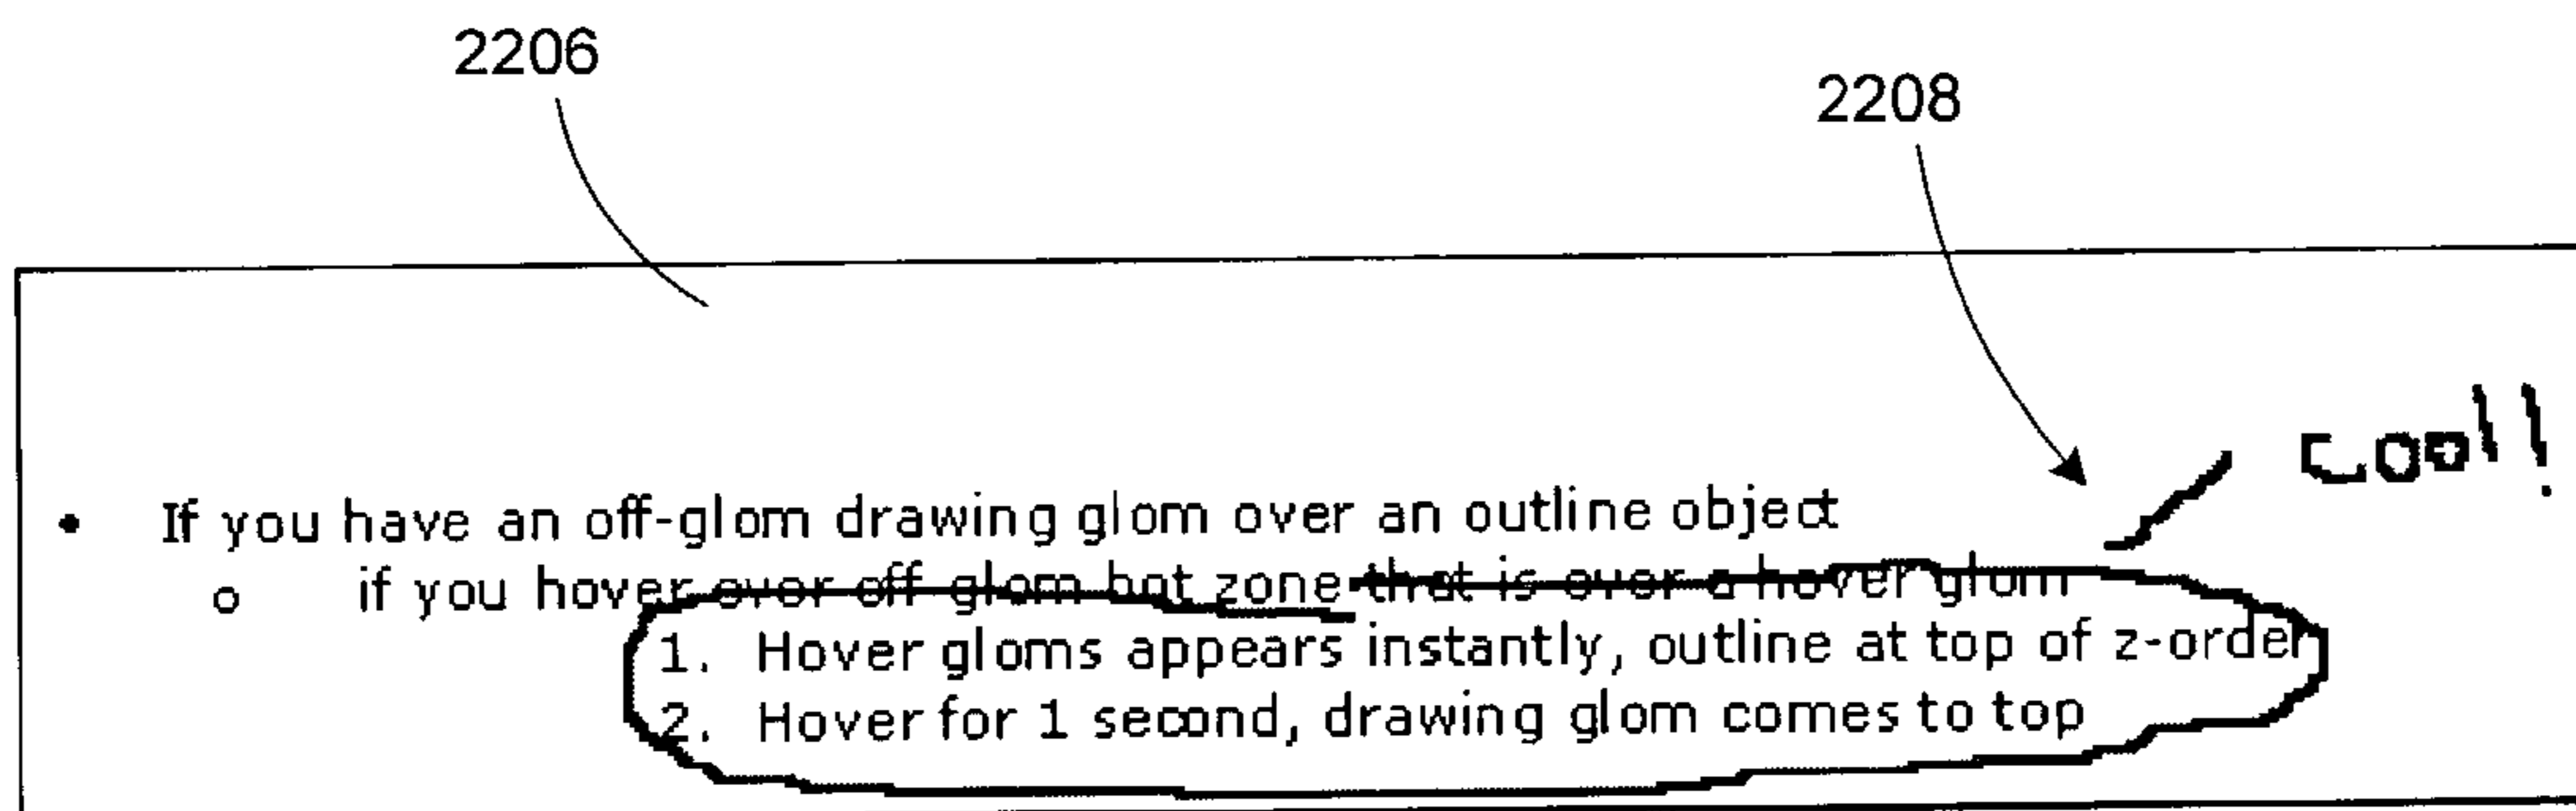 2206
2208
cool!
• If you have an off-glom drawing glom over an outline object
o if you hover over off-glom hot zone that is over a hover glom
1. Hover gloms appears instantly, outline at top of z-order
2. Hover for 1 second, drawing glom comes to top